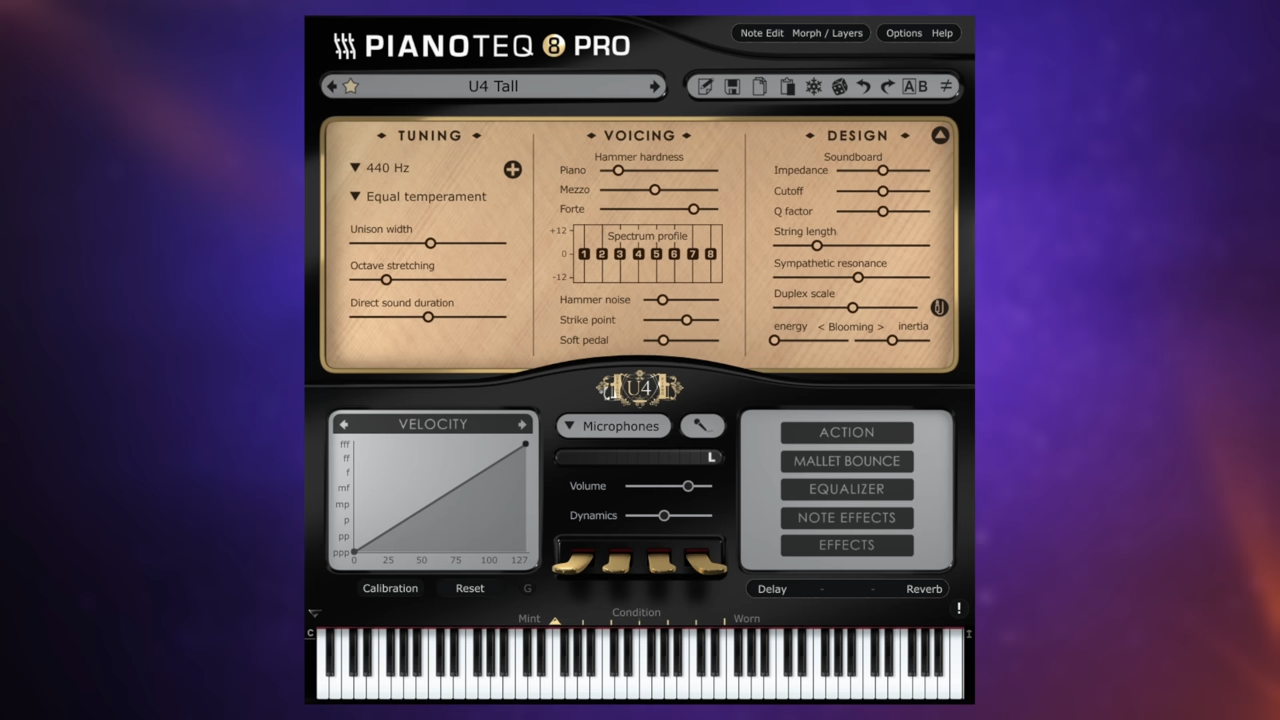 PIANOTEQ 8 PRO
Note Edit Morph / Layers Options Help
U4 Tall
A B ≠
TUNING
440 Hz
Equal temperament
Unison width
Octave stretching
Direct sound duration
VOICING
Hammer hardness
Piano
Mezzo
Forte
Spectrum profile
+12
0
-12
1 2 3 4 5 6 7 8
Hammer noise
Strike point
Soft pedal
DESIGN
Soundboard
Impedance
Cutoff
Q factor
String length
Sympathetic resonance
Duplex scale
energy < Blooming > inertia
U4
VELOCITY
fff
ff
f
mf
mp
p
pp
ppp
0 25 50 75 100 127
Calibration Reset G
Microphones
L
Volume
Dynamics
ACTION
MALLET BOUNCE
EQUALIZER
NOTE EFFECTS
EFFECTS
Delay - - Reverb
!
Mint Condition Worn
C